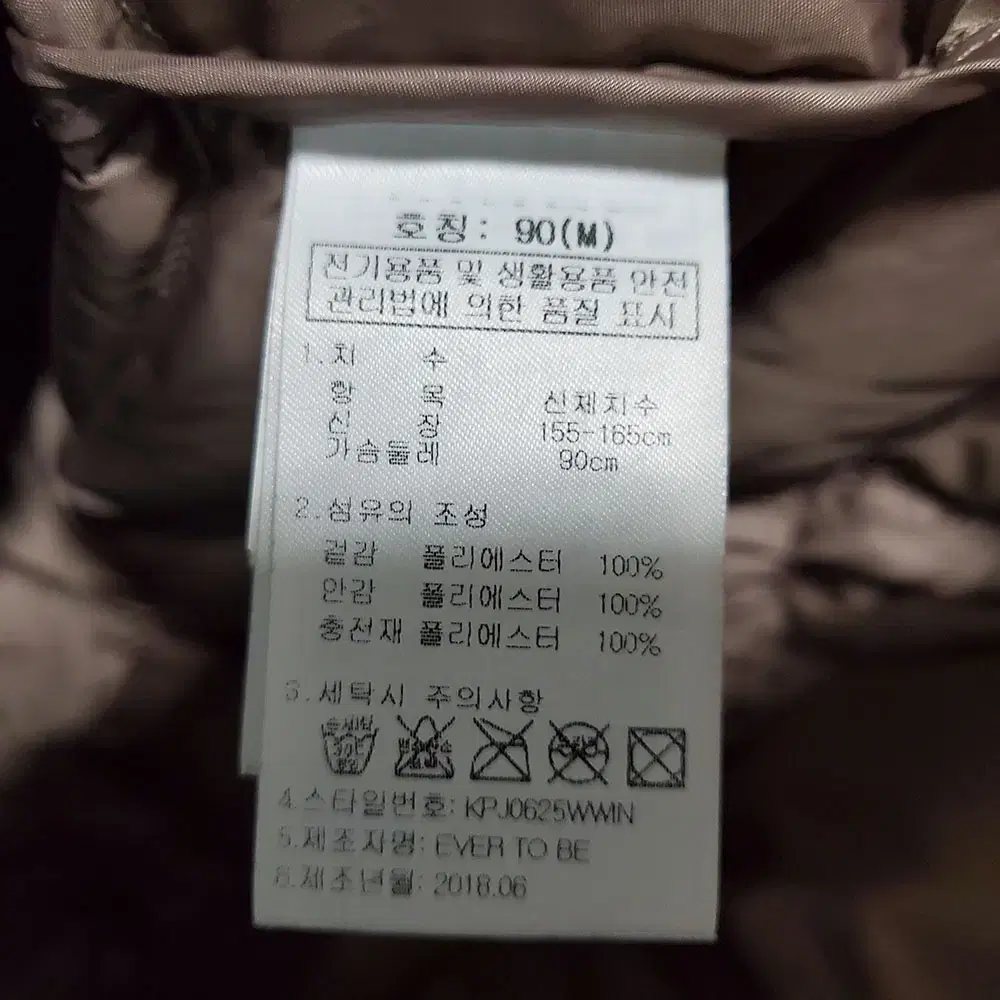 호칭: 90(M)
전기용품 및 생활용품 안전
관리법에 의한 품질 표시
1.치 수
항 목 신체치수
신 장 155-165cm
가슴둘레 90cm
2.섬유의 조성
겉감 폴리에스터 100%
안감 폴리에스터 100%
충전재 폴리에스터 100%
3.세탁시 주의사항
손세탁
4.스타일번호: KPJ0625WWIN
5.제조자명: EVER TO BE
6.제조년월: 2018.06